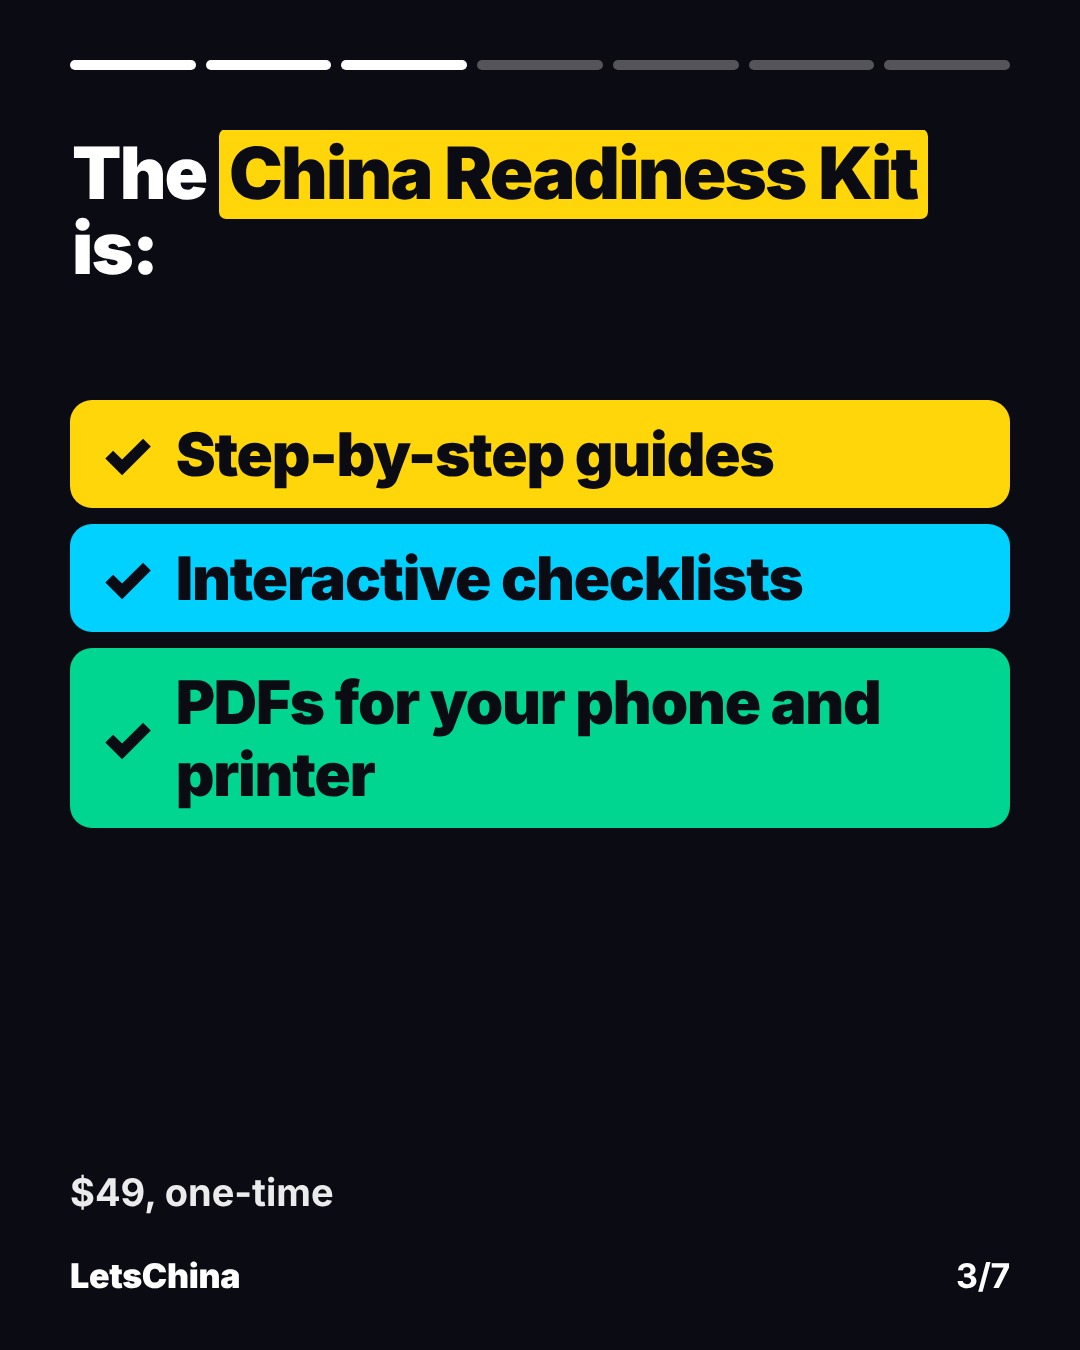 The China Readiness Kit
is:
Step-by-step guides
Interactive checklists
PDFs for your phone and
printer
$49, one-time
LetsChina
3/7